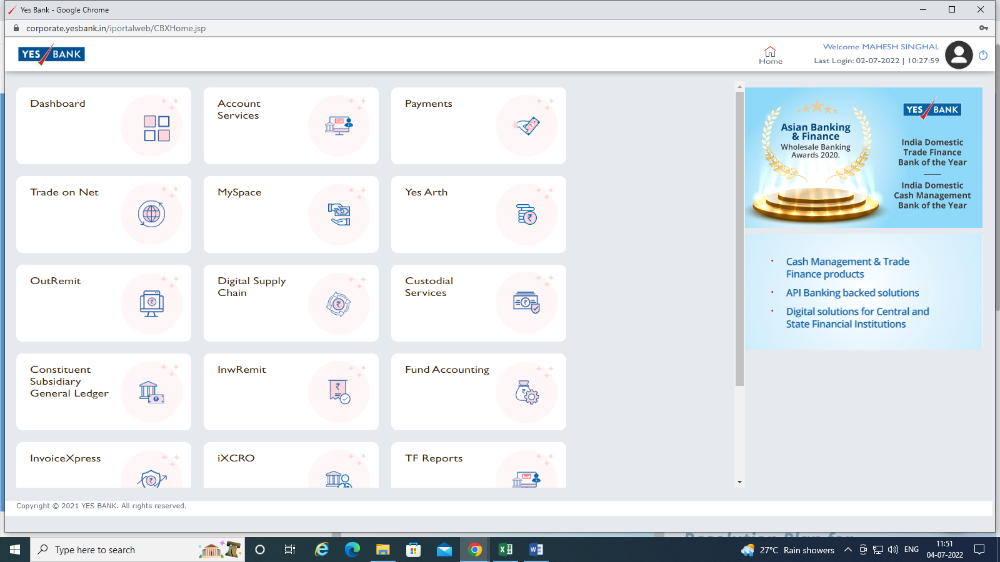 Yes Bank - Google Chrome
corporate.yesbank.in/iportalweb/CBXHome.jsp
YES BANK
Home
Welcome MAHESH SINGHAL
Last Login: 02-07-2022 | 10:27:59
Dashboard
Account
Services
Payments
Trade on Net
MySpace
Yes Arth
OutRemit
Digital Supply
Chain
Custodial
Services
Constituent
Subsidiary
General Ledger
InwRemit
Fund Accounting
InvoiceXpress
iXCRO
TF Reports
Asian Banking
& Finance
Wholesale Banking
Awards 2020.
YES BANK
India Domestic
Trade Finance
Bank of the Year
India Domestic
Cash Management
Bank of the Year
• Cash Management & Trade
Finance products
• API Banking backed solutions
• Digital solutions for Central and
State Financial Institutions
Copyright © 2021 YES BANK. All rights reserved.
Resolution Plan for
Type here to search
27°C Rain showers
ENG
11:51
04-07-2022